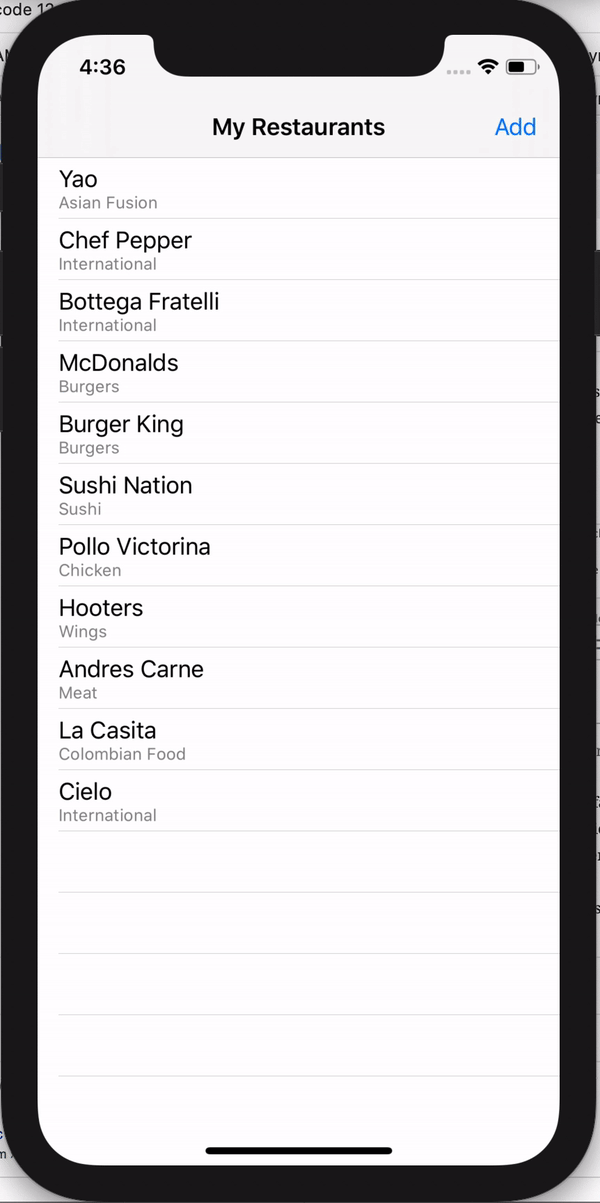 code 12
4:36
My Restaurants
Add
Yao
Asian Fusion
Chef Pepper
International
Bottega Fratelli
International
McDonalds
Burgers
Burger King
Burgers
Sushi Nation
Sushi
Pollo Victorina
Chicken
Hooters
Wings
Andres Carne
Meat
La Casita
Colombian Food
Cielo
International